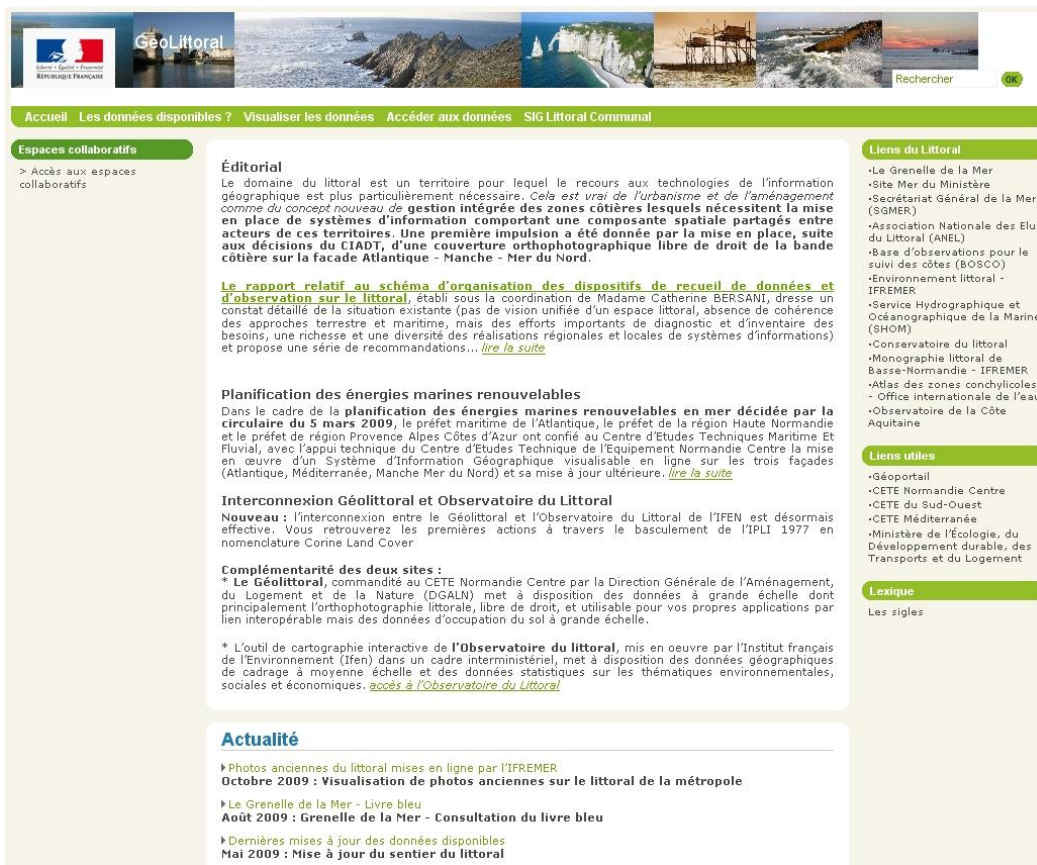 GéoLittoral
Liberté • Égalité • Fraternité
RÉPUBLIQUE FRANÇAISE
Rechercher
OK
Accueil Les données disponibles ? Visualiser les données Accéder aux données SIG Littoral Communal
Espaces collaboratifs
> Accès aux espaces
collaboratifs
Éditorial
Le domaine du littoral est un territoire pour lequel le recours aux technologies de l'information
géographique est plus particulièrement nécessaire. Cela est vrai de l'urbanisme et de l'aménagement
comme du concept nouveau de gestion intégrée des zones côtières lesquels nécessitent la mise
en place de systèmes d'information comportant une composante spatiale partagés entre
acteurs de ces territoires. Une première impulsion a été donnée par la mise en place, suite
aux décisions du CIADT, d'une couverture orthophotographique libre de droit de la bande
côtière sur la facade Atlantique - Manche - Mer du Nord.
Le rapport relatif au schéma d'organisation des dispositifs de recueil de données et
d'observation sur le littoral, établi sous la coordination de Madame Catherine BERSANI, dresse un
constat détaillé de la situation existante (pas de vision unifiée d'un espace littoral, absence de cohérence
des approches terrestre et maritime, mais des efforts importants de diagnostic et d'inventaire des
besoins, une richesse et une diversité des réalisations régionales et locales de systèmes d'informations)
et propose une série de recommandations... lire la suite
Planification des énergies marines renouvelables
Dans le cadre de la planification des énergies marines renouvelables en mer décidée par la
circulaire du 5 mars 2009, le préfet maritime de l'Atlantique, le préfet de la région Haute Normandie
et le préfet de région Provence Alpes Côtes d'Azur ont confié au Centre d'Etudes Techniques Maritime Et
Fluvial, avec l'appui technique du Centre d'Etudes Technique de l'Equipement Normandie Centre la mise
en œuvre d'un Système d'Information Géographique visualisable en ligne sur les trois façades
(Atlantique, Méditerranée, Manche Mer du Nord) et sa mise à jour ultérieure. lire la suite
Interconnexion Géolittoral et Observatoire du Littoral
Nouveau : l'interconnexion entre le Géolittoral et l'Observatoire du Littoral de l'IFEN est désormais
effective. Vous retrouverez les premières actions à travers le basculement de l'IPLI 1977 en
nomenclature Corine Land Cover
Complémentarité des deux sites :
* Le Géolittoral, commandité au CETE Normandie Centre par la Direction Générale de l'Aménagement,
du Logement et de la Nature (DGALN) met à disposition des données à grande échelle dont
principalement l'orthophotographie littorale, libre de droit, et utilisable pour vos propres applications par
lien interopérable mais des données d'occupation du sol à grande échelle.
* L'outil de cartographie interactive de l'Observatoire du littoral, mis en oeuvre par l'Institut français
de l'Environnement (Ifen) dans un cadre interministériel, met à disposition des données géographiques
de cadrage à moyenne échelle et des données statistiques sur les thématiques environnementales,
sociales et économiques. accès à l'Observatoire du Littoral
Actualité
Photos anciennes du littoral mises en ligne par l'IFREMER
Octobre 2009 : Visualisation de photos anciennes sur le littoral de la métropole
Le Grenelle de la Mer - Livre bleu
Août 2009 : Grenelle de la Mer - Consultation du livre bleu
Dernières mises à jour des données disponibles
Mai 2009 : Mise à jour du sentier du littoral
Liens du Littoral
•Le Grenelle de la Mer
•Site Mer du Ministère
•Secrétariat Général de la Mer
(SGMER)
•Association Nationale des Elu
du Littoral (ANEL)
•Base d'observations pour le
suivi des côtes (BOSCO)
•Environnement littoral -
IFREMER
•Service Hydrographique et
Océanographique de la Marine
(SHOM)
•Conservatoire du littoral
•Monographie littoral de
Basse-Normandie - IFREMER
•Atlas des zones conchylicoles
- Office internationale de l'eau
•Observatoire de la Côte
Aquitaine
Liens utiles
•Géoportail
•CETE Normandie Centre
•CETE du Sud-Ouest
•CETE Méditerranée
•Ministère de l'Écologie, du
Développement durable, des
Transports et du Logement
Lexique
Les sigles